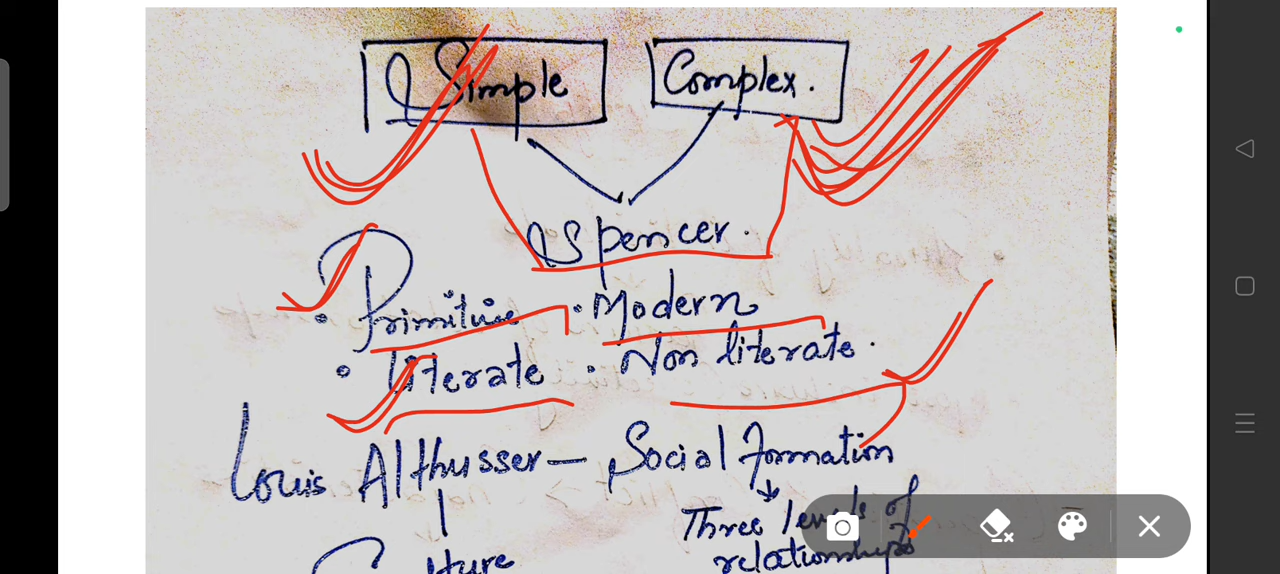 Simple Complex.
Spencer.
• Primitive • Modern
• Literate • Non literate.
Louis Althusser — Social Formation
Three levels of
relationships